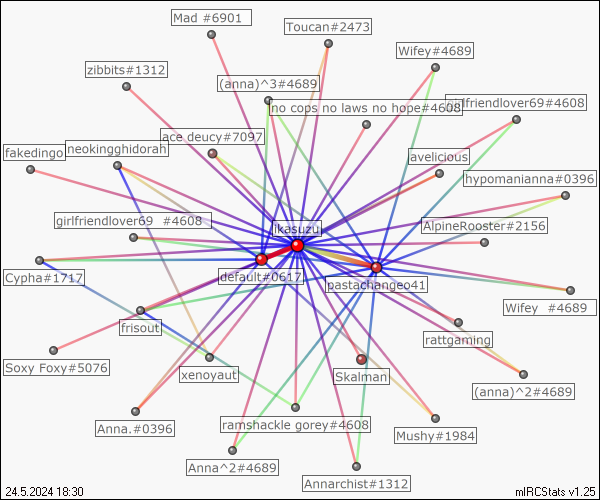 Mad #6901
Toucan#2473
Wifey#4689
zibbits#1312
(anna)^3#4689
no cops no laws no hope#4608
girlfriendlover69#4608
ace deucy#7097
fakedingo
neokingghidorah
avelicious
hypomanianna#0396
girlfriendlover69 #4608
ikasuzu
AlpineRooster#2156
Cypha#1717
default#0617
pastachangeo41
Wifey #4689
frisout
rattgaming
Soxy Foxy#5076
xenoyaut
Skalman
(anna)^2#4689
Anna.#0396
ramshackle gorey#4608
Mushy#1984
Anna^2#4689
Annarchist#1312
24.5.2024 18:30
mIRCStats v1.25